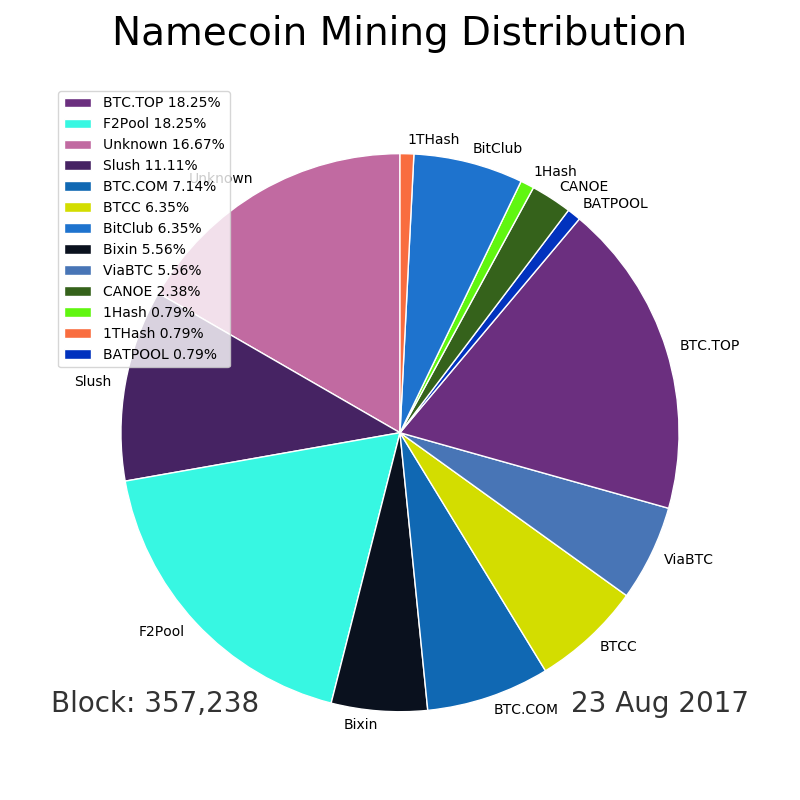 Namecoin Mining Distribution
BTC.TOP 18.25%
F2Pool 18.25%
Unknown 16.67%
Slush 11.11%
BTC.COM 7.14%
BTCC 6.35%
BitClub 6.35%
Bixin 5.56%
ViaBTC 5.56%
CANOE 2.38%
1Hash 0.79%
1THash 0.79%
BATPOOL 0.79%
1THash
BitClub
1Hash
CANOE
BATPOOL
Unknown
BTC.TOP
Slush
ViaBTC
F2Pool
BTCC
Block: 357,238
BTC.COM
23 Aug 2017
Bixin